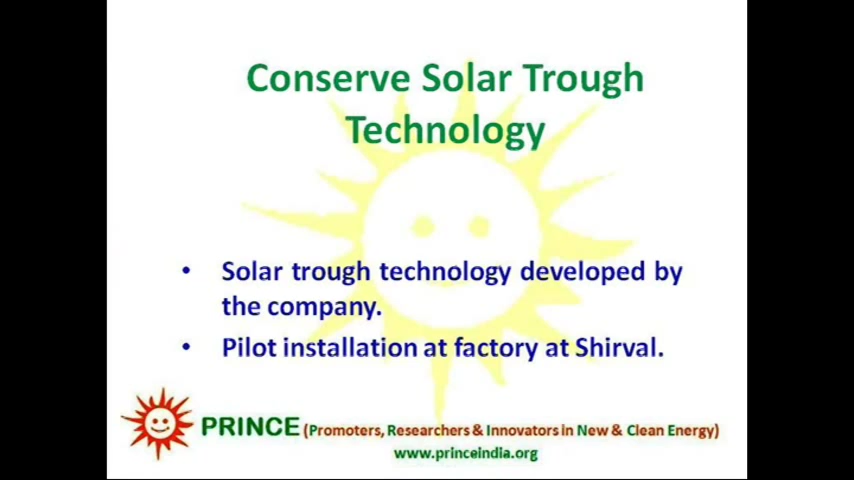 Conserve Solar Trough
Technology
• Solar trough technology developed by
the company.
• Pilot installation at factory at Shirval.
PRINCE (Promoters, Researchers & Innovators in New & Clean Energy)
www.princeindia.org